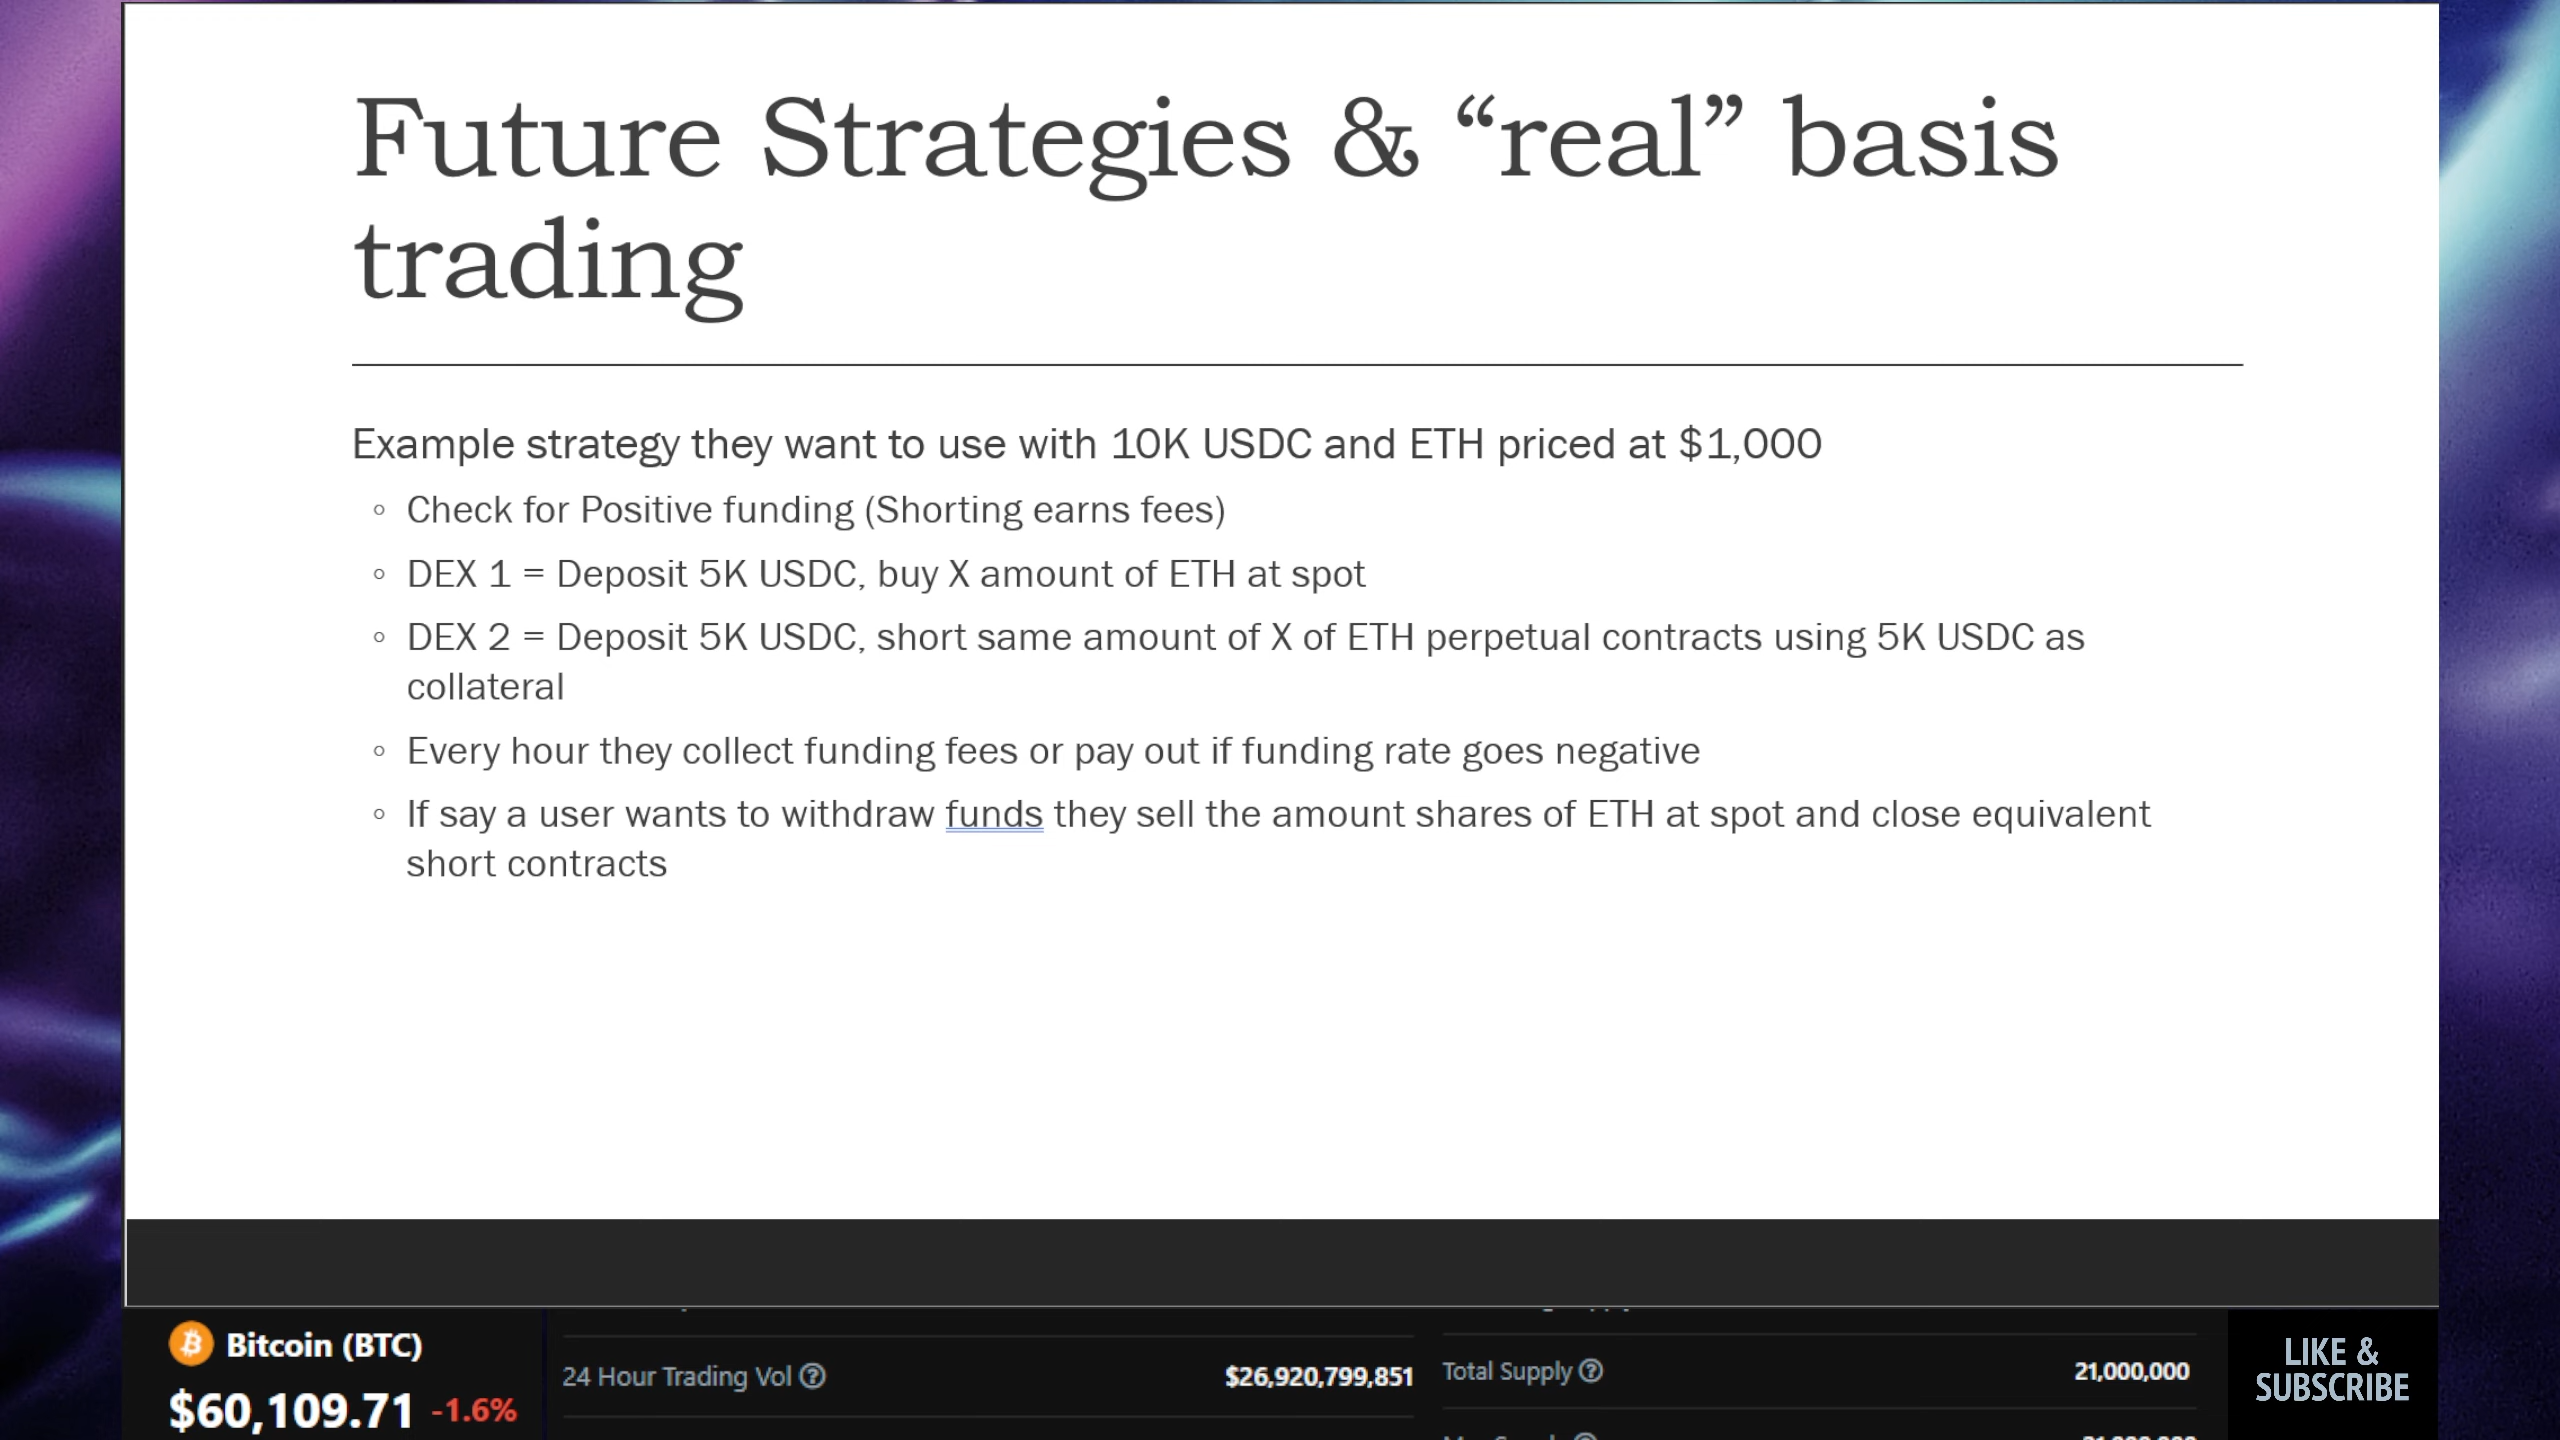 Future Strategies & “real” basis
trading
Example strategy they want to use with 10K USDC and ETH priced at $1,000
◦ Check for Positive funding (Shorting earns fees)
◦ DEX 1 = Deposit 5K USDC, buy X amount of ETH at spot
◦ DEX 2 = Deposit 5K USDC, short same amount of X of ETH perpetual contracts using 5K USDC as
collateral
◦ Every hour they collect funding fees or pay out if funding rate goes negative
◦ If say a user wants to withdraw funds they sell the amount shares of ETH at spot and close equivalent
short contracts
Bitcoin (BTC)
$60,109.71 -1.6%
24 Hour Trading Vol $26,920,799,851
Total Supply 21,000,000
LIKE &
SUBSCRIBE